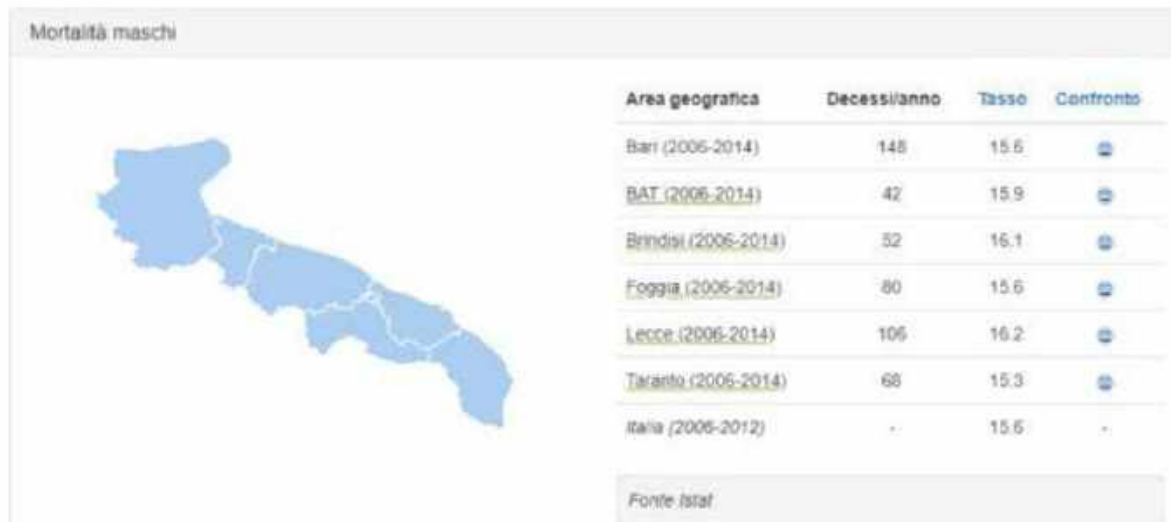 Mortalità maschi
Area geografica Decessi/anno Tasso Confronto
Bari (2006-2014) 148 15.6
BAT (2006-2014) 42 15.9
Brindisi (2006-2014) 52 16.1
Foggia (2006-2014) 80 15.6
Lecce (2006-2014) 106 16.2
Taranto (2006-2014) 68 15.3
Italia (2006-2012) - 15.6 -
Fonte Istat